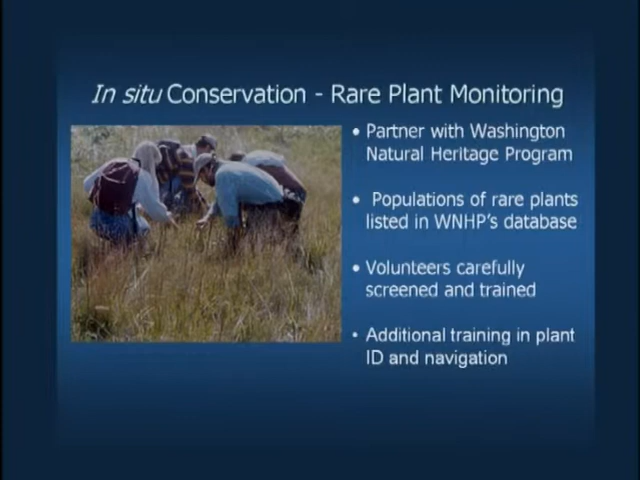 In situ Conservation - Rare Plant Monitoring
• Partner with Washington
Natural Heritage Program
• Populations of rare plants
listed in WNHP's database
• Volunteers carefully
screened and trained
• Additional training in plant
ID and navigation